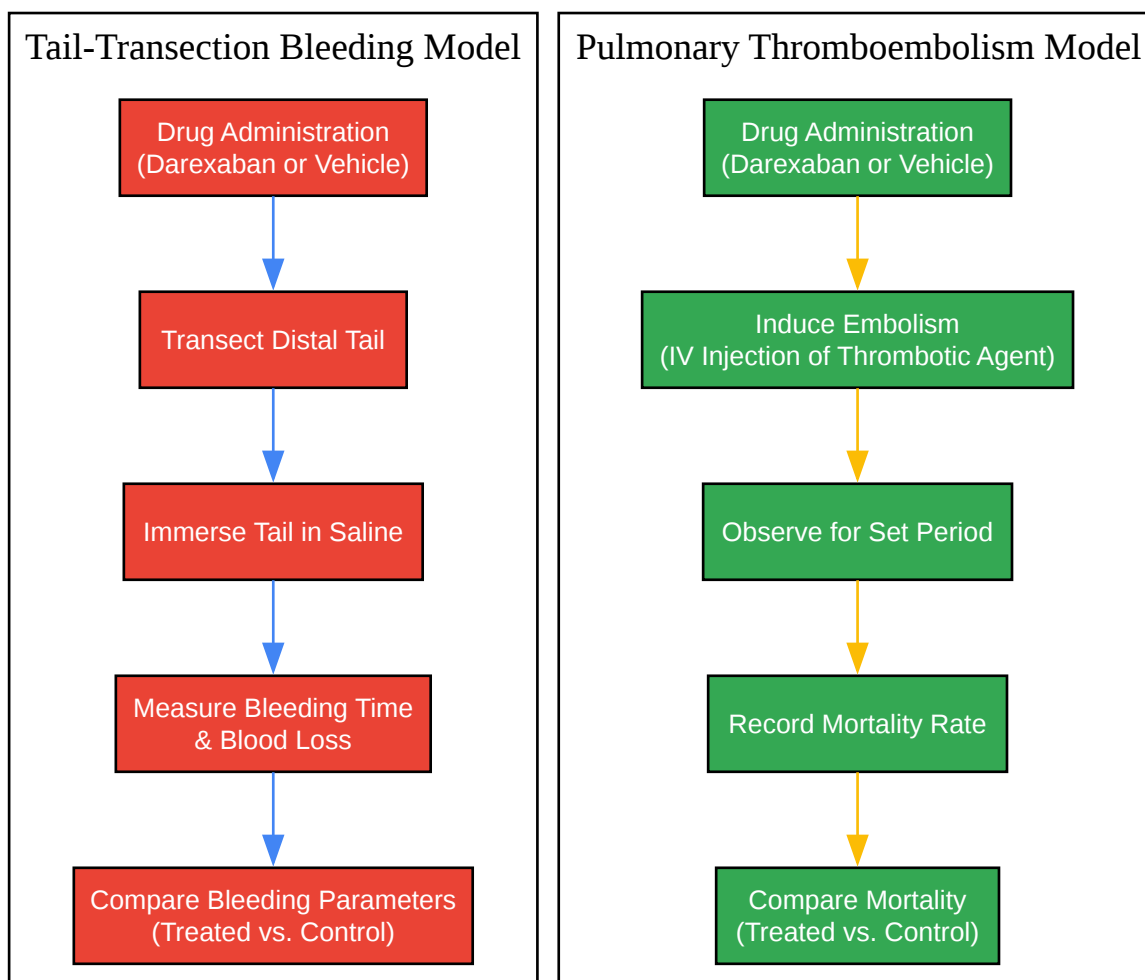 Tail-Transection Bleeding Model
Drug Administration
(Darexaban or Vehicle)
Transect Distal Tail
Immerse Tail in Saline
Measure Bleeding Time
& Blood Loss
Compare Bleeding Parameters
(Treated vs. Control)
Pulmonary Thromboembolism Model
Drug Administration
(Darexaban or Vehicle)
Induce Embolism
(IV Injection of Thrombotic Agent)
Observe for Set Period
Record Mortality Rate
Compare Mortality
(Treated vs. Control)